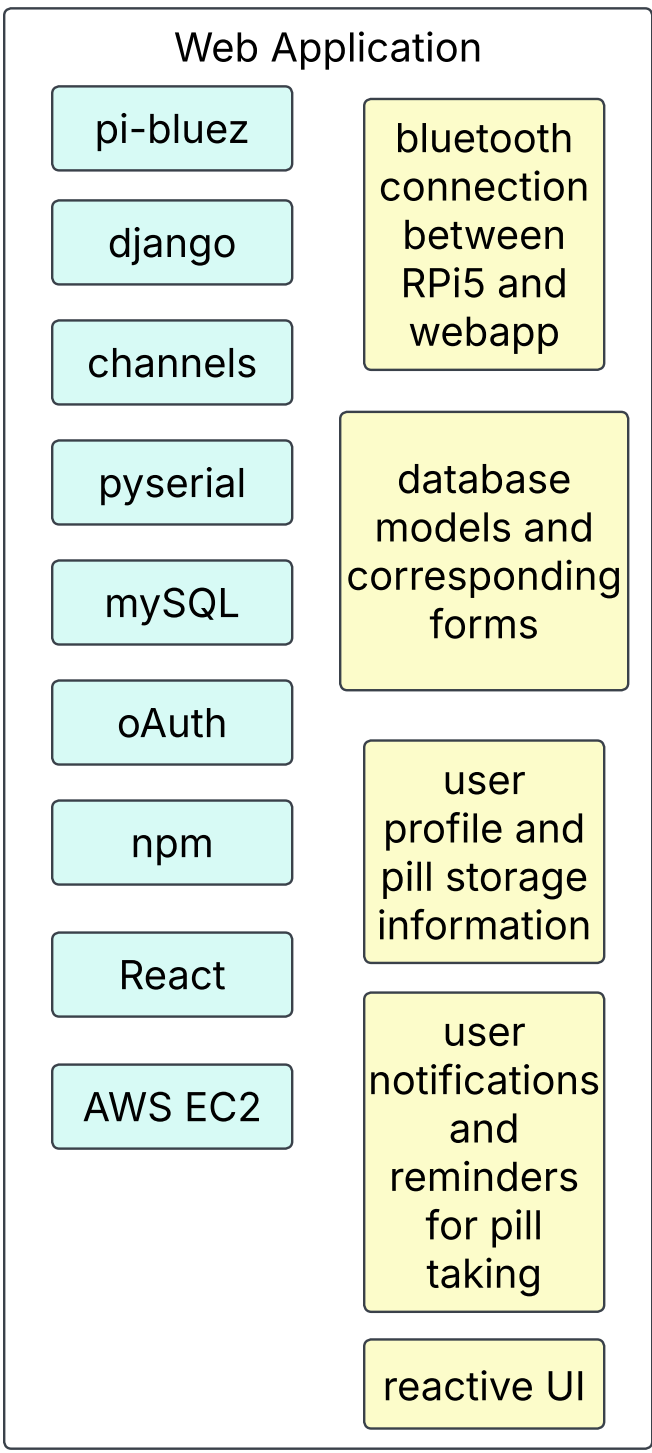 Web Application
pi-bluez
django
channels
pyserial
mySQL
oAuth
npm
React
AWS EC2
bluetooth
connection
between
RPi5 and
webapp
database
models and
corresponding
forms
user
profile and
pill storage
information
user
notifications
and
reminders
for pill
taking
reactive UI